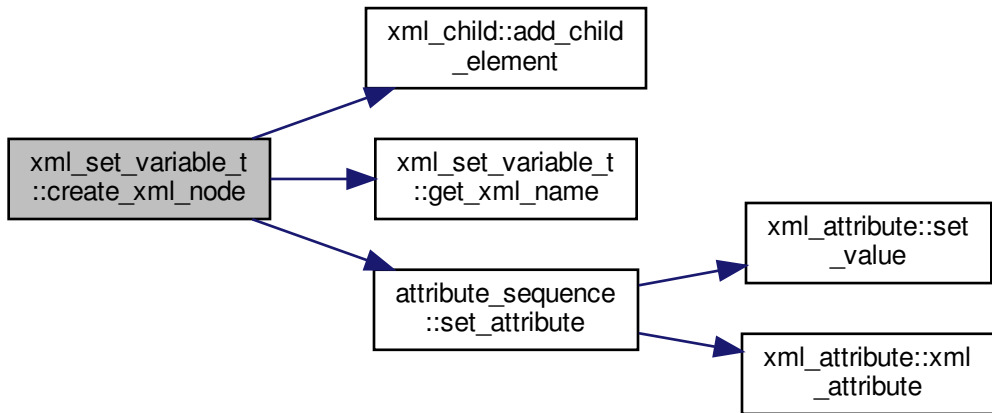 xml_child::add_child
_element
xml_set_variable_t
::create_xml_node
xml_set_variable_t
::get_xml_name
attribute_sequence
::set_attribute
xml_attribute::set
_value
xml_attribute::xml
_attribute